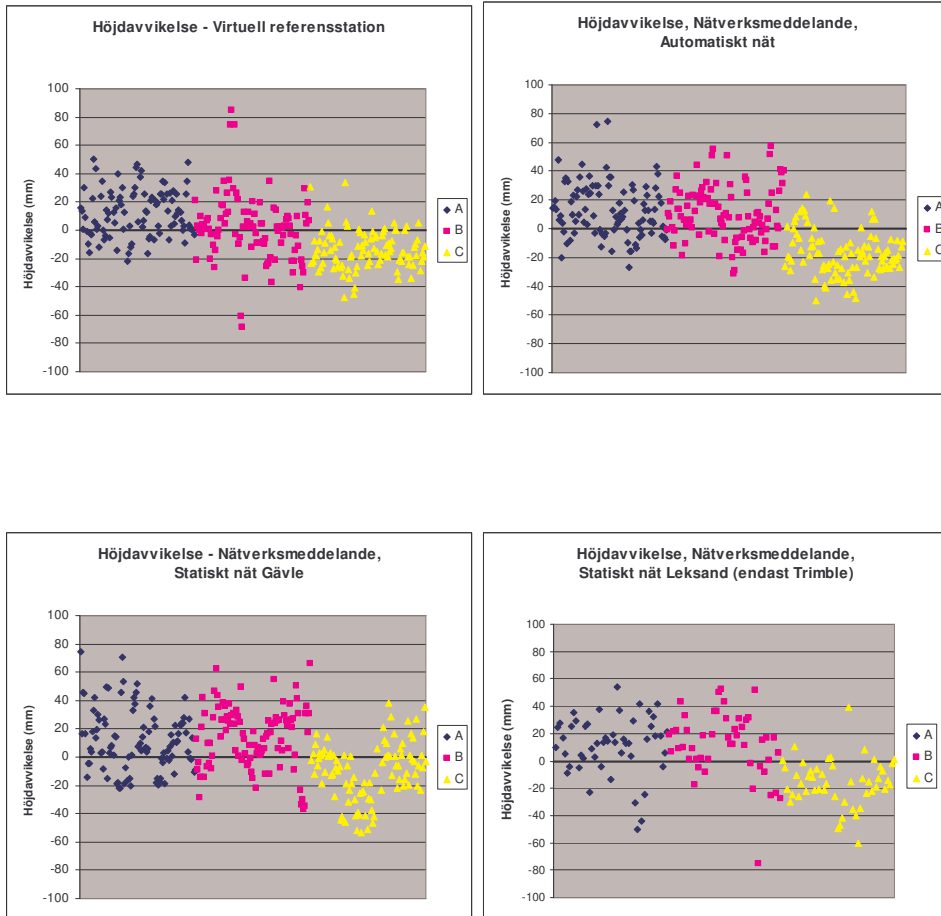 Höjdavvikelse - Virtuell referensstation
100
80
60
40
20
0
-20
-40
-60
-80
-100
Höjdavvikelse (mm)
A
B
C
Höjdavvikelse, Nätverksmeddelande,
Automatiskt nät
100
80
60
40
20
0
-20
-40
-60
-80
-100
Höjdavvikelse (mm)
A
B
C
Höjdavvikelse - Nätverksmeddelande,
Statiskt nät Gävle
100
80
60
40
20
0
-20
-40
-60
-80
-100
Höjdavvikelse (mm)
A
B
C
Höjdavvikelse, Nätverksmeddelande,
Statiskt nät Leksand (endast Trimble)
100
80
60
40
20
0
-20
-40
-60
-80
-100
Höjdavvikelse (mm)
A
B
C